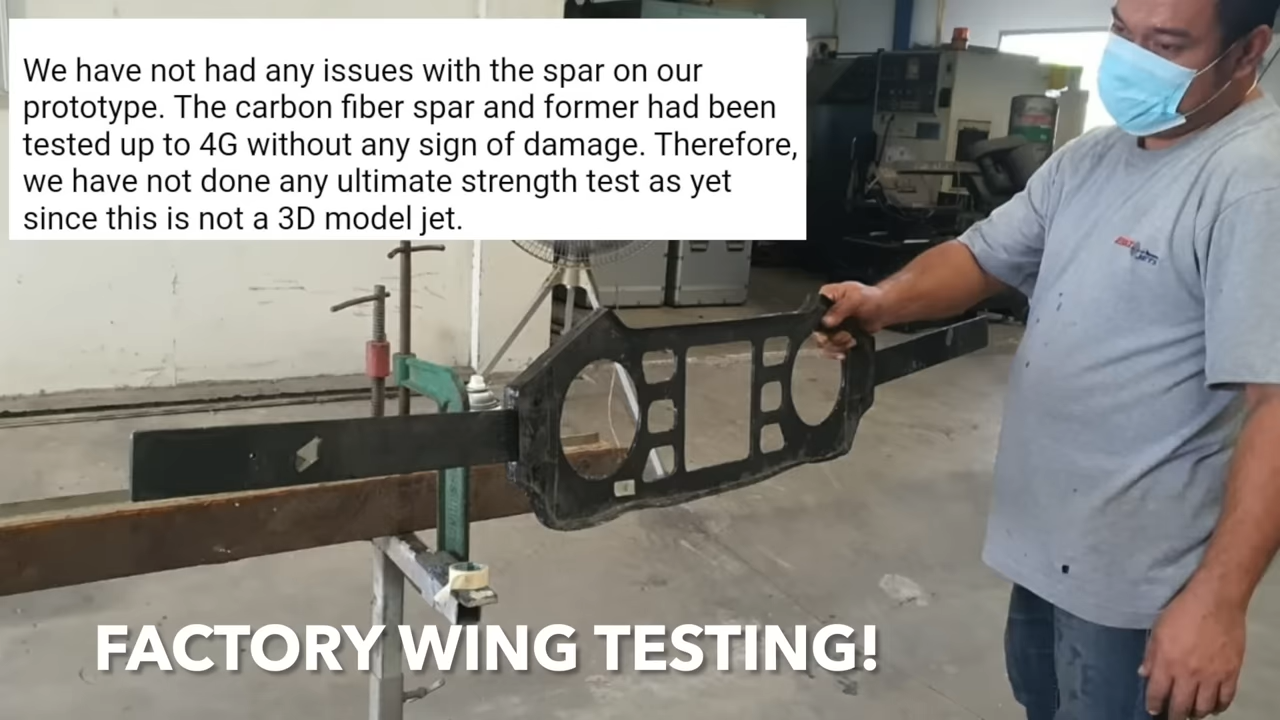 We have not had any issues with the spar on our
prototype. The carbon fiber spar and former had been
tested up to 4G without any sign of damage. Therefore,
we have not done any ultimate strength test as yet
since this is not a 3D model jet.
FACTORY WING TESTING!